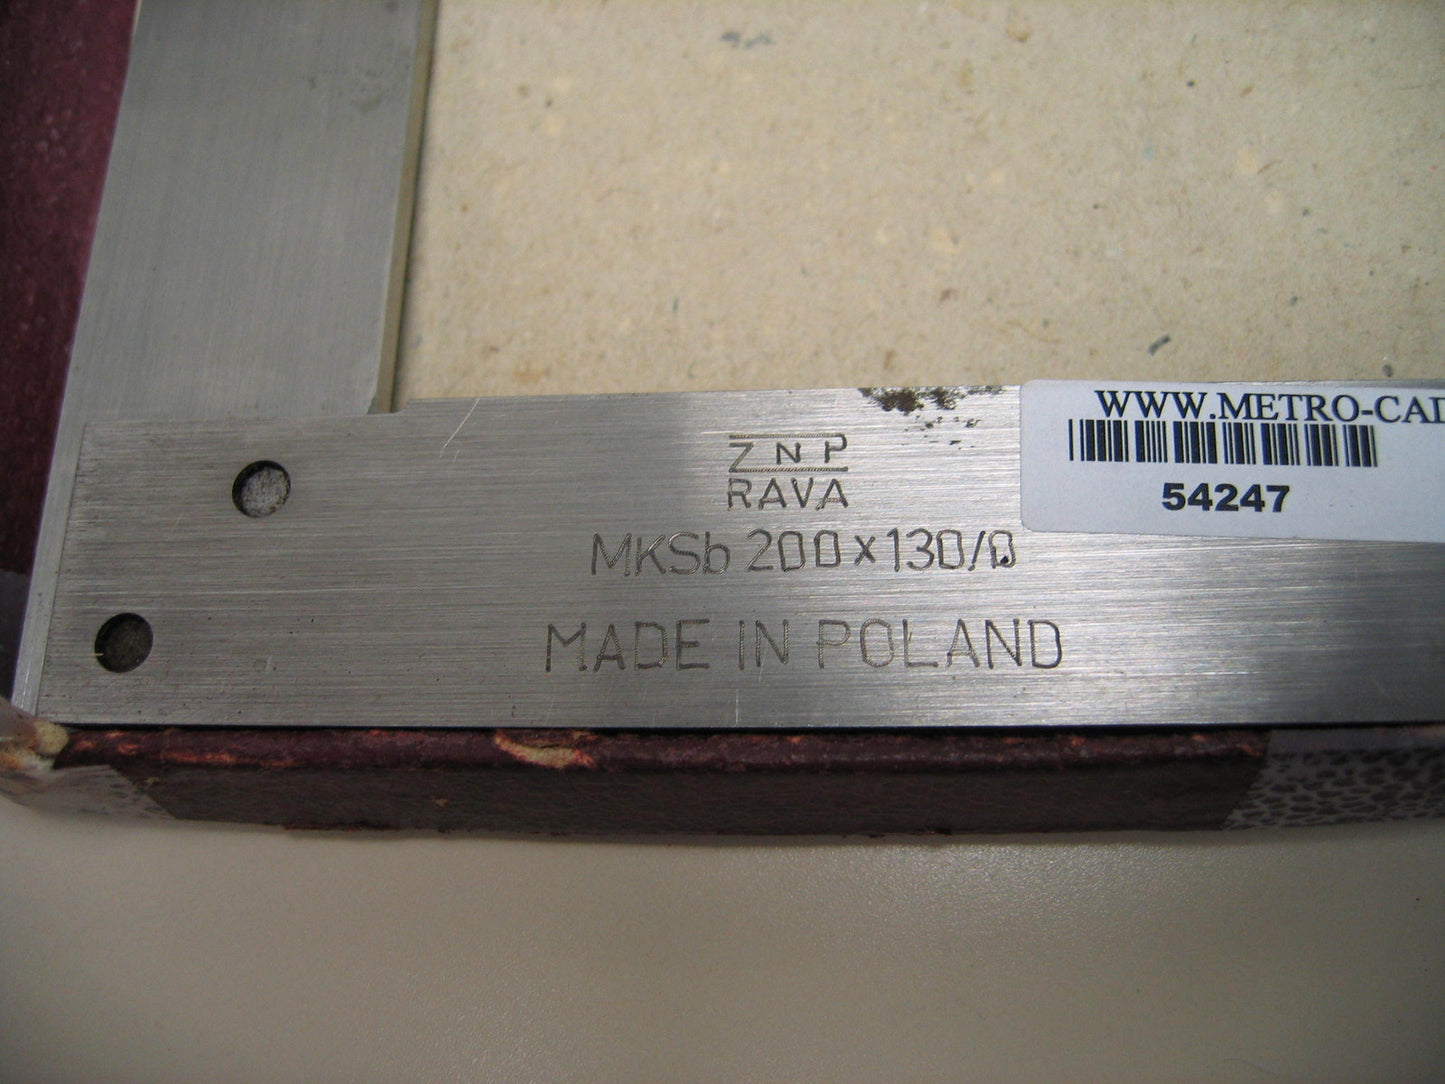 ZNP
RAVA
MKSb 200x130/0
MADE IN POLAND
WWW.METRO-CAL
54247